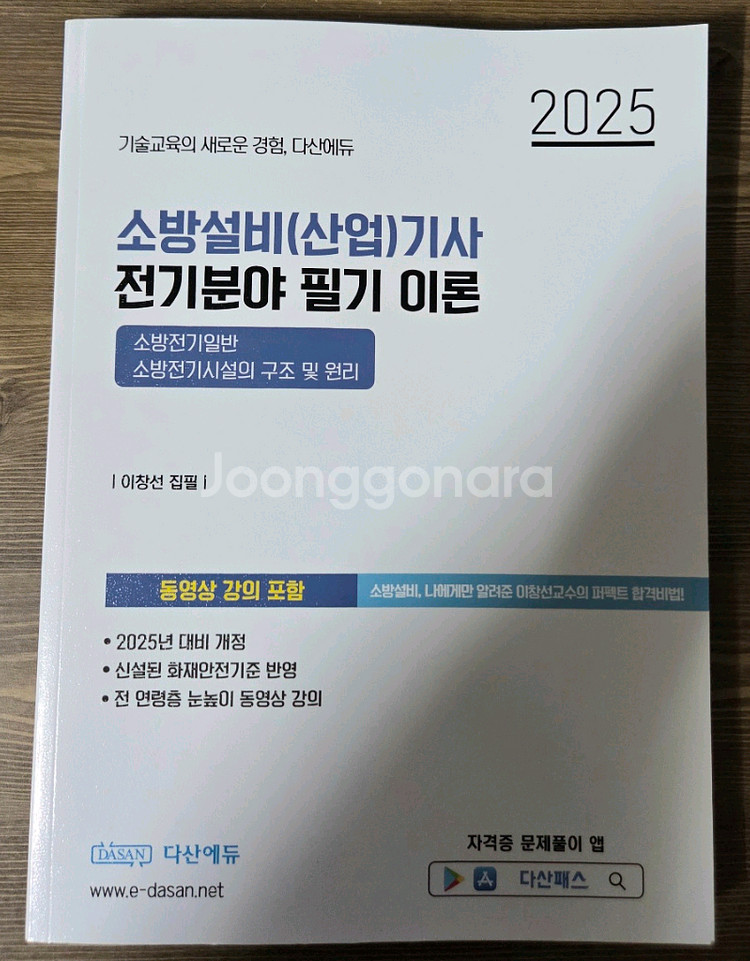 2025
기술교육의 새로운 경험, 다산에듀
소방설비(산업)기사
전기분야 필기 이론
소방전기일반
소방전기시설의 구조 및 원리
| 이창선 집필 |
Joonggonara
동영상 강의 포함
소방설비, 나에게만 알려준 이창선교수의 퍼펙트 합격비법!
• 2025년 대비 개정
• 신설된 화재안전기준 반영
• 전 연령층 눈높이 동영상 강의
자격증 문제풀이 앱
DASAN 다산에듀
다산패스
www.e-dasan.net